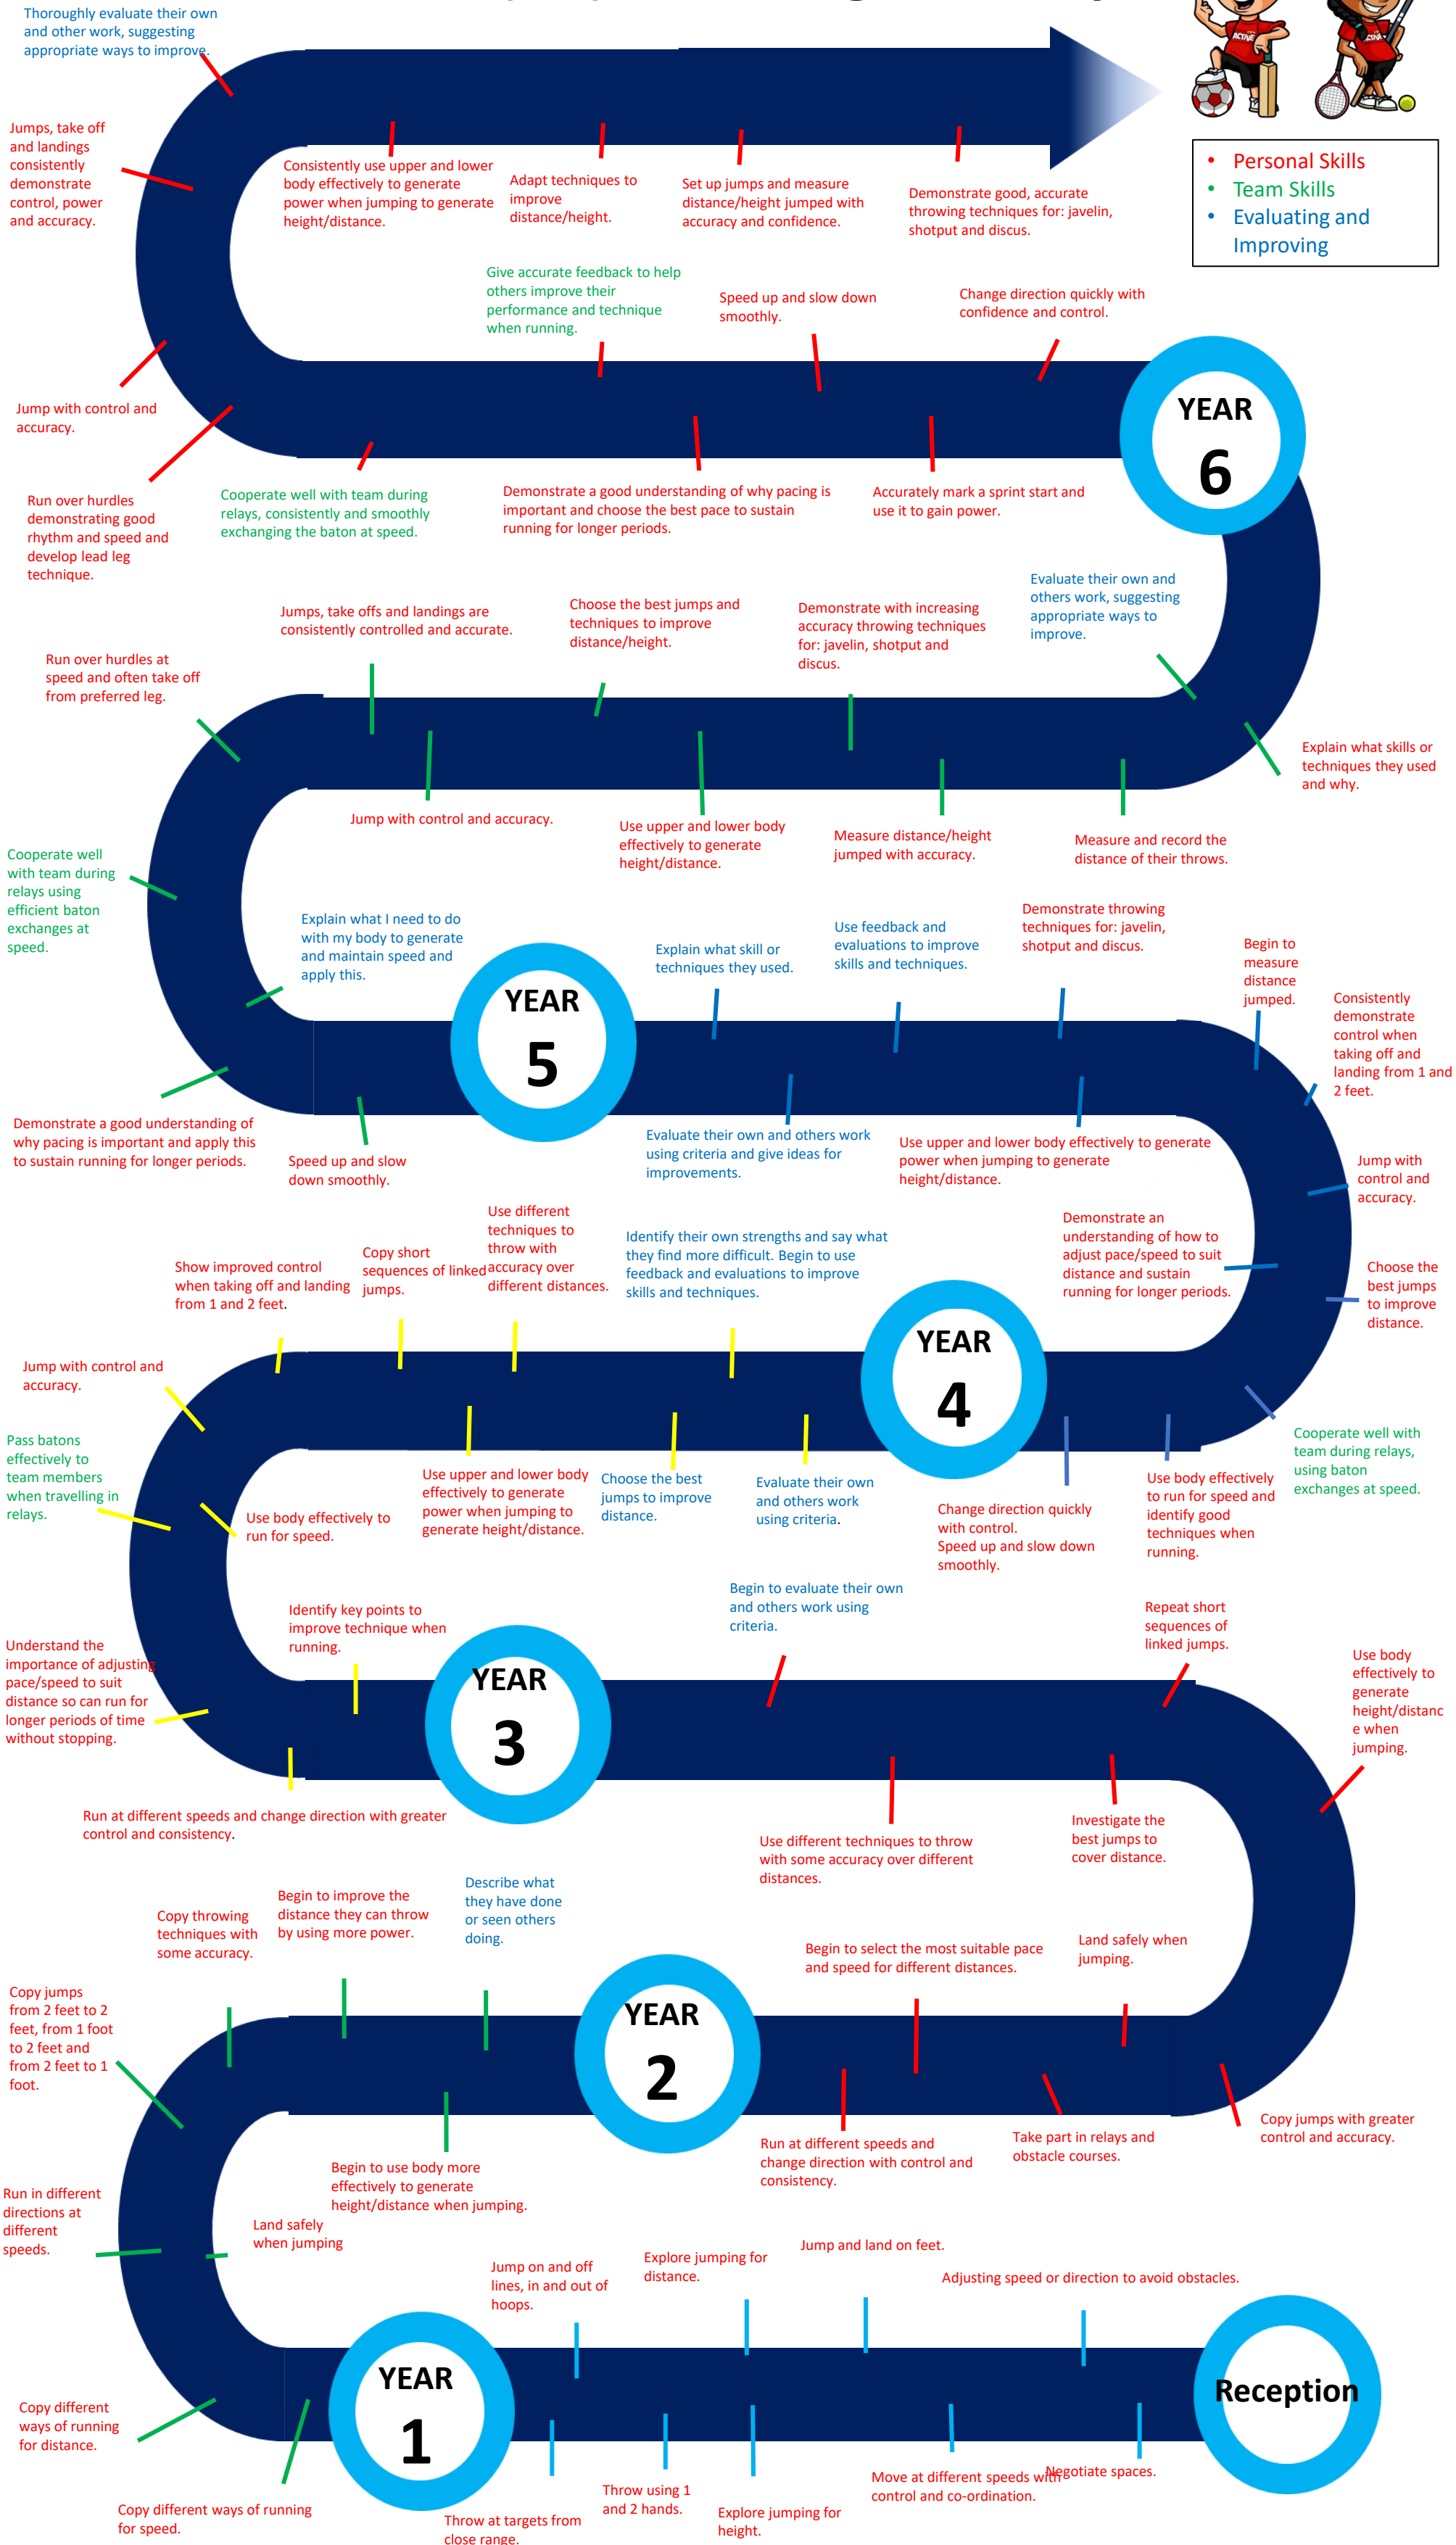 Thoroughly evaluate their own
and other work, suggesting
appropriate ways to improve.
ACTIVE
ACTIVE
Jumps, take off
and landings
consistently
demonstrate
control, power
and accuracy.
Consistently use upper and lower
body effectively to generate
power when jumping to generate
height/distance.
Adapt techniques to
improve
distance/height.
Set up jumps and measure
distance/height jumped with
accuracy and confidence.
Demonstrate good, accurate
throwing techniques for: javelin,
shotput and discus.
• Personal Skills
• Team Skills
• Evaluating and
Improving
Give accurate feedback to help
others improve their
performance and technique
when running.
Speed up and slow down
smoothly.
Change direction quickly with
confidence and control.
Jump with control and
accuracy.
YEAR
6
Run over hurdles
demonstrating good
rhythm and speed and
develop lead leg
technique.
Cooperate well with team during
relays, consistently and smoothly
exchanging the baton at speed.
Demonstrate a good understanding of why pacing is
important and choose the best pace to sustain
running for longer periods.
Accurately mark a sprint start and
use it to gain power.
Run over hurdles at
speed and often take off
from preferred leg.
Jumps, take offs and landings are
consistently controlled and accurate.
Choose the best jumps and
techniques to improve
distance/height.
Demonstrate with increasing
accuracy throwing techniques
for: javelin, shotput and
discus.
Evaluate their own and
others work, suggesting
appropriate ways to
improve.
Explain what skills or
techniques they used
and why.
Jump with control and accuracy.
Use upper and lower body
effectively to generate
height/distance.
Measure distance/height
jumped with accuracy.
Measure and record the
distance of their throws.
Cooperate well
with team during
relays using
efficient baton
exchanges at
speed.
Explain what I need to do
with my body to generate
and maintain speed and
apply this.
YEAR
5
Explain what skill or
techniques they used.
Use feedback and
evaluations to improve
skills and techniques.
Demonstrate throwing
techniques for: javelin,
shotput and discus.
Begin to
measure
distance
jumped.
Consistently
demonstrate
control when
taking off and
landing from 1 and
2 feet.
Demonstrate a good understanding of
why pacing is important and apply this
to sustain running for longer periods.
Speed up and slow
down smoothly.
Evaluate their own and others work
using criteria and give ideas for
improvements.
Use upper and lower body effectively to generate
power when jumping to generate
height/distance.
Jump with
control and
accuracy.
Show improved control
when taking off and landing
from 1 and 2 feet.
Copy short
sequences of linked
jumps.
Use different
techniques to
throw with
accuracy over
different distances.
Identify their own strengths and say what
they find more difficult. Begin to use
feedback and evaluations to improve
skills and techniques.
Demonstrate an
understanding of how to
adjust pace/speed to suit
distance and sustain
running for longer periods.
Choose the
best jumps
to improve
distance.
Jump with control and
accuracy.
YEAR
4
Pass batons
effectively to
team members
when travelling in
relays.
Use body effectively to
run for speed.
Use upper and lower body
effectively to generate
power when jumping to
generate height/distance.
Choose the best
jumps to improve
distance.
Evaluate their own
and others work
using criteria.
Change direction quickly
with control.
Speed up and slow down
smoothly.
Use body effectively
to run for speed and
identify good
techniques when
running.
Cooperate well with
team during relays,
using baton
exchanges at speed.
Understand the
importance of adjusting
pace/speed to suit
distance so can run for
longer periods of time
without stopping.
Identify key points to
improve technique when
running.
YEAR
3
Begin to evaluate their own
and others work using
criteria.
Repeat short
sequences of
linked jumps.
Use body
effectively to
generate
height/distanc
e when
jumping.
Run at different speeds and change direction with greater
control and consistency.
Use different techniques to throw
with some accuracy over different
distances.
Investigate the
best jumps to
cover distance.
Copy throwing
techniques with
some accuracy.
Begin to improve the
distance they can throw
by using more power.
Describe what
they have done
or seen others
doing.
Begin to select the most suitable pace
and speed for different distances.
Land safely when
jumping.
Copy jumps
from 2 feet to 2
feet, from 1 foot
to 2 feet and
from 2 feet to 1
foot.
YEAR
2
Begin to use body more
effectively to generate
height/distance when jumping.
Run at different speeds and
change direction with control and
consistency.
Take part in relays and
obstacle courses.
Copy jumps with greater
control and accuracy.
Run in different
directions at
different
speeds.
Land safely
when jumping
Jump on and off
lines, in and out of
hoops.
Explore jumping for
distance.
Jump and land on feet.
Adjusting speed or direction to avoid obstacles.
YEAR
1
Reception
Copy different
ways of running
for distance.
Copy different ways of running
for speed.
Throw at targets from
close range.
Throw using 1
and 2 hands.
Explore jumping for
height.
Move at different speeds with
control and co-ordination.
Negotiate spaces.